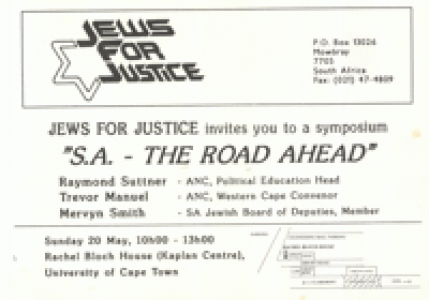 JEWS
FOR
JUSTICE
P.O. Box 13026
Mowbray
7705
South Africa
Fax: (021) 47-4809
JEWS FOR JUSTICE invites you to a symposium
"S.A. - THE ROAD AHEAD"
Raymond Suttner - ANC, Political Education Head
Trevor Manuel - ANC, Western Cape Convenor
Mervyn Smith - SA Jewish Board of Deputies, Member
Sunday 20 May, 10h00 - 13h00
Rachel Bloch House (Kaplan Centre),
University of Cape Town